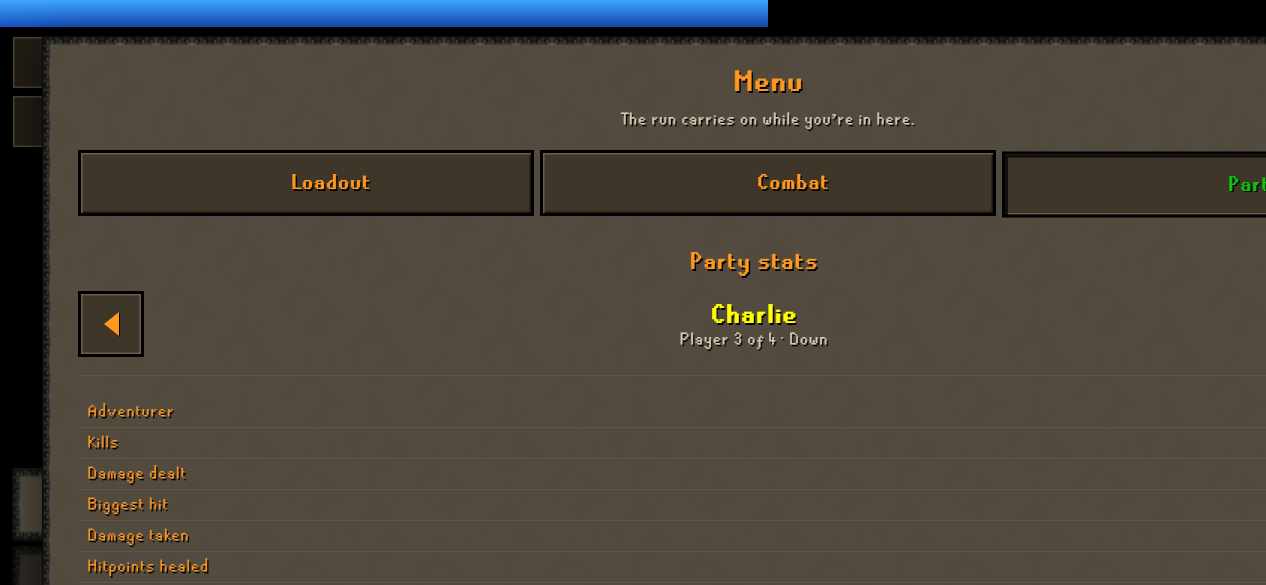 Menu
The run carries on while you're in here.
Loadout
Combat
Part
Party stats
Charlie
Player 3 of 4 · Down
Adventurer
Kills
Damage dealt
Biggest hit
Damage taken
Hitpoints healed